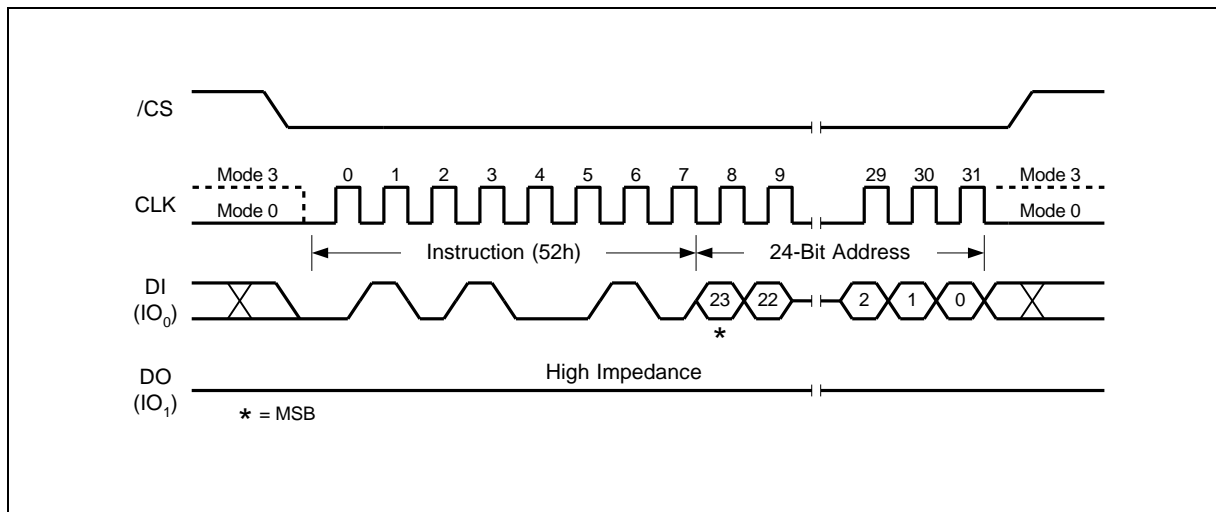 /CS
Mode 3
0 1 2 3 4 5 6 7 8 9 29 30 31
Mode 3
CLK
Mode 0
Mode 0
Instruction (52h)
24-Bit Address
DI
(IO0)
23 22 2 1 0
*
High Impedance
DO
(IO1)
* = MSB